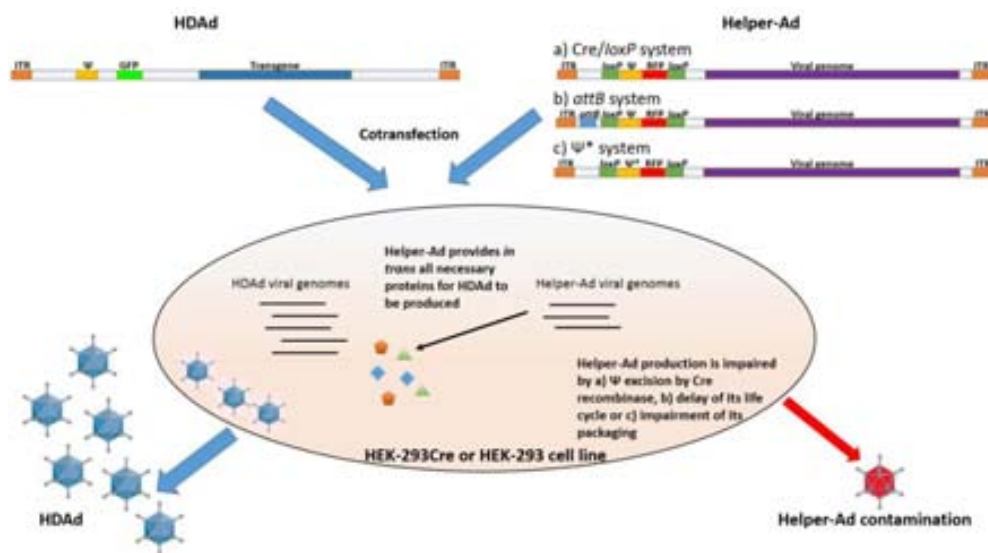 HDAd
Helper-Ad
ITR Ψ GFP Transgene ITR
a) Cre/loxP system
ITR loxP Ψ RFP loxP Viral genome ITR
b) attB system
ITR attB loxP Ψ RFP loxP Viral genome ITR
c) Ψ* system
ITR loxP Ψ* RFP loxP Viral genome ITR
Cotransfection
Helper-Ad provides in
trans all necessary
proteins for HDAd to
be produced
HDAd viral genomes
Helper-Ad viral genomes
Helper-Ad production is impaired
by a) Ψ excision by Cre
recombinase, b) delay of its life
cycle or c) impairment of its
packaging
HEK-293Cre or HEK-293 cell line
HDAd
Helper-Ad contamination